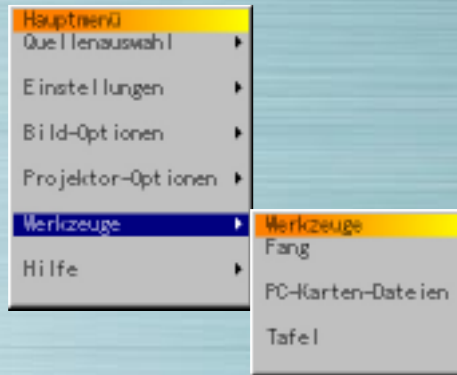 Hauptmenü
Quellenauswahl
Einstellungen
Bild-Optionen
Projektor-Optionen
Werkzeuge
Hilfe
Werkzeuge
Fang
PC-Karten-Dateien
Tafel